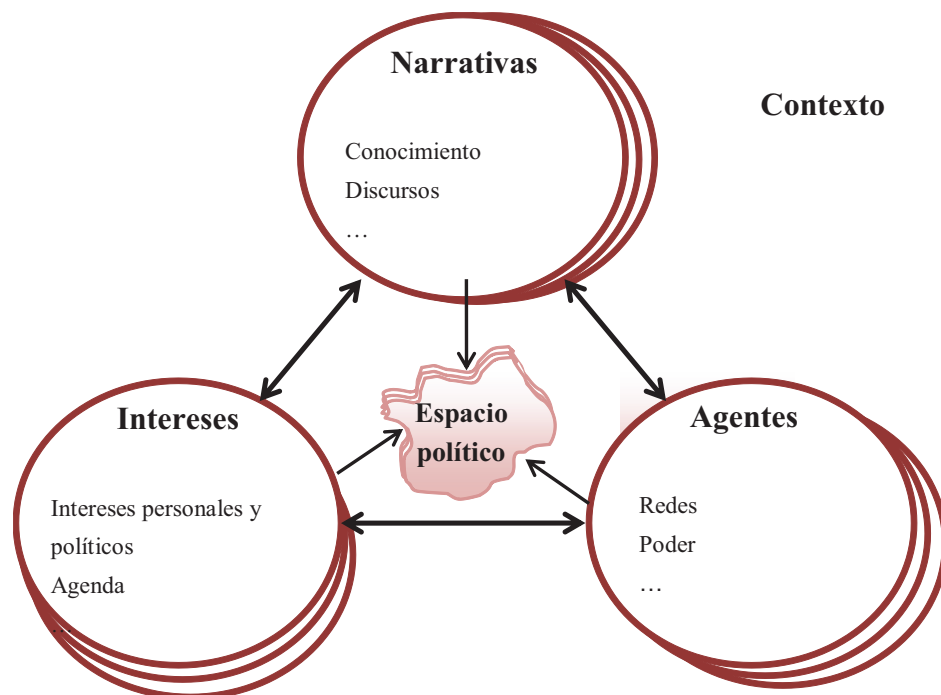 Narrativas
Contexto
Conocimiento
Discursos
…
Espacio
político
Intereses
Intereses personales y
políticos
Agenda
…
Agentes
Redes
Poder
…